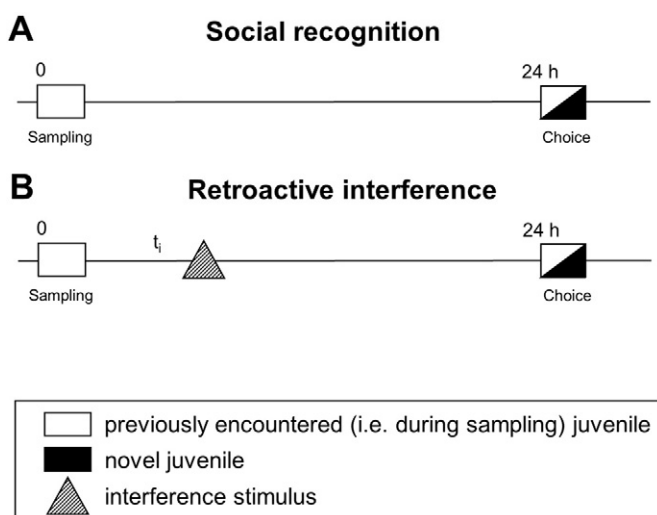 A
Social recognition
0
24 h
Sampling
Choice
B
Retroactive interference
0
24 h
ti
Sampling
Choice
previously encountered (i.e. during sampling) juvenile
novel juvenile
interference stimulus